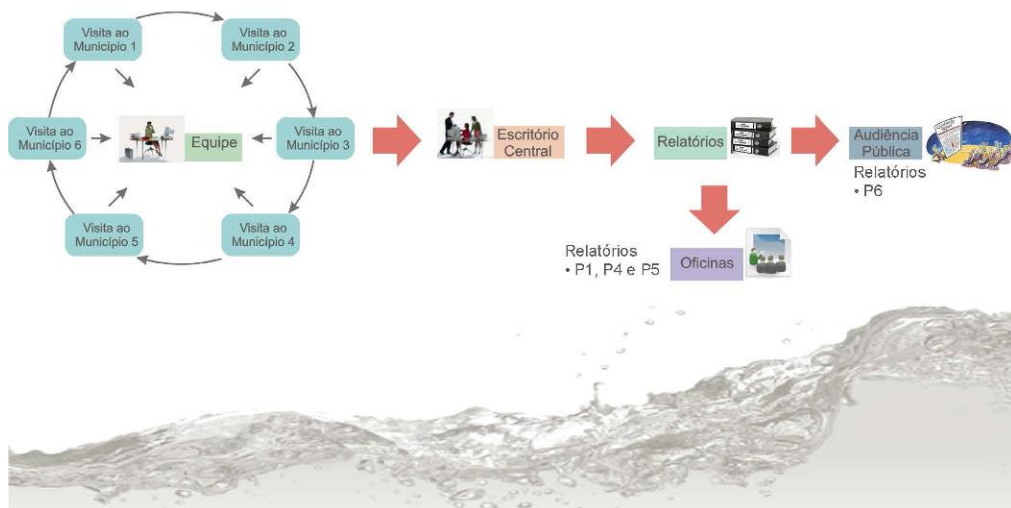 Visita ao
Município 1
Visita ao
Município 2
Visita ao
Município 6
Equipe
Visita ao
Município 3
Visita ao
Município 5
Visita ao
Município 4
Escritório
Central
Relatórios
Audiência
Pública
Relatórios
• P6
Relatórios
• P1, P4 e P5
Oficinas